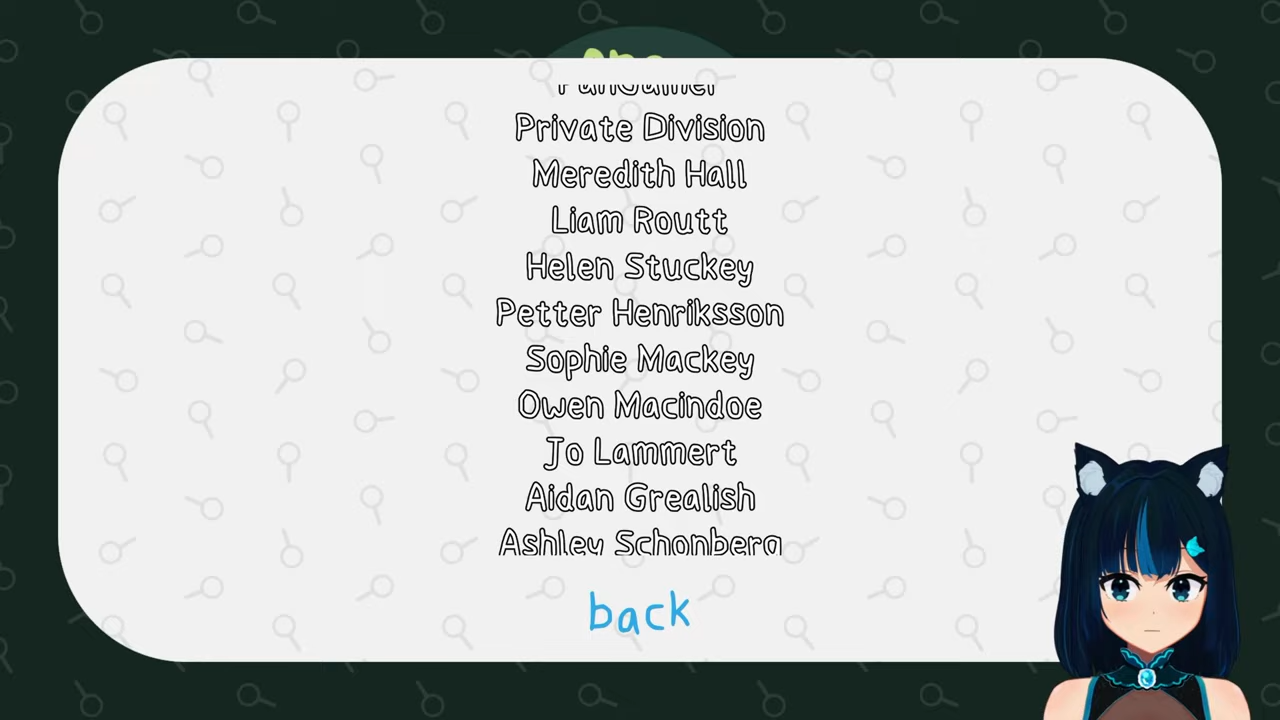 Private Division
Meredith Hall
Liam Routt
Helen Stuckey
Petter Henriksson
Sophie Mackey
Owen Macindoe
Jo Lammert
Aidan Grealish
Ashley Schonberg
back